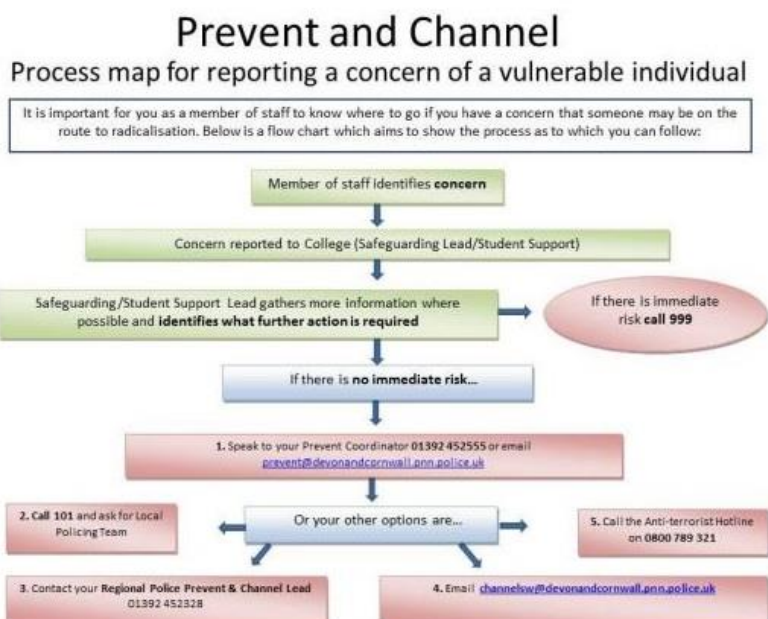 Prevent and Channel
Process map for reporting a concern of a vulnerable individual
It is important for you as a member of staff to know where to go if you have a concern that someone may be on the
route to radicalisation. Below is a flow chart which aims to show the process as to which you can follow:
Member of staff identifies concern
Concern reported to College (Safeguarding Lead/Student Support)
Safeguarding/Student Support Lead gathers more information where
possible and identifies what further action is required
If there is immediate
risk call 999
If there is no immediate risk...
1. Speak to your Prevent Coordinator 01392 452555 or email
prevent@devonandcornwall.pnn.police.uk
Or your other options are...
2. Call 101 and ask for Local
Policing Team
5. Call the Anti-terrorist Hotline
on 0800 789 321
3. Contact your Regional Police Prevent & Channel Lead
01392 452328
4. Email channelsw@devonandcornwall.pnn.police.uk